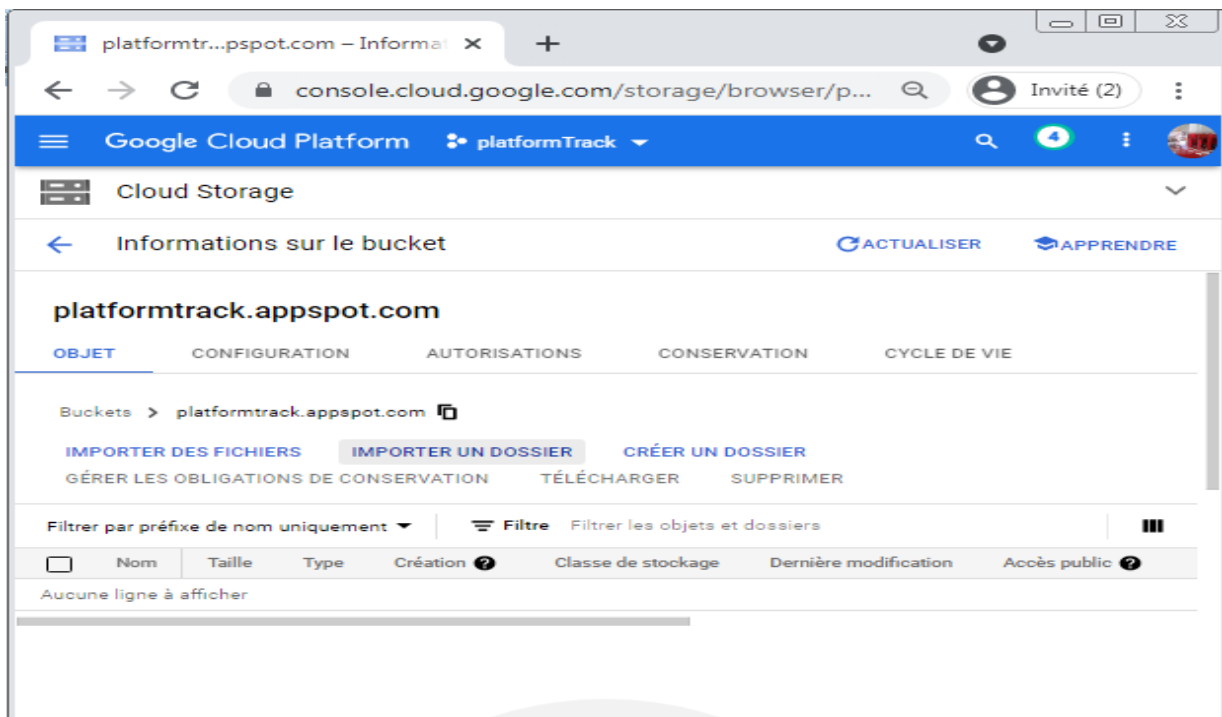 platformtr...pspot.com – Informat
console.cloud.google.com/storage/browser/p... Invité (2)
Google Cloud Platform platformTrack 4
Cloud Storage
Informations sur le bucket ACTUALISER APPRENDRE
platformtrack.appspot.com
OBJET CONFIGURATION AUTORISATIONS CONSERVATION CYCLE DE VIE
Buckets > platformtrack.appspot.com
IMPORTER DES FICHIERS IMPORTER UN DOSSIER CRÉER UN DOSSIER
GÉRER LES OBLIGATIONS DE CONSERVATION TÉLÉCHARGER SUPPRIMER
Filtrer par préfixe de nom uniquement Filtre Filtrer les objets et dossiers
Nom Taille Type Création ? Classe de stockage Dernière modification Accès public ?
Aucune ligne à afficher